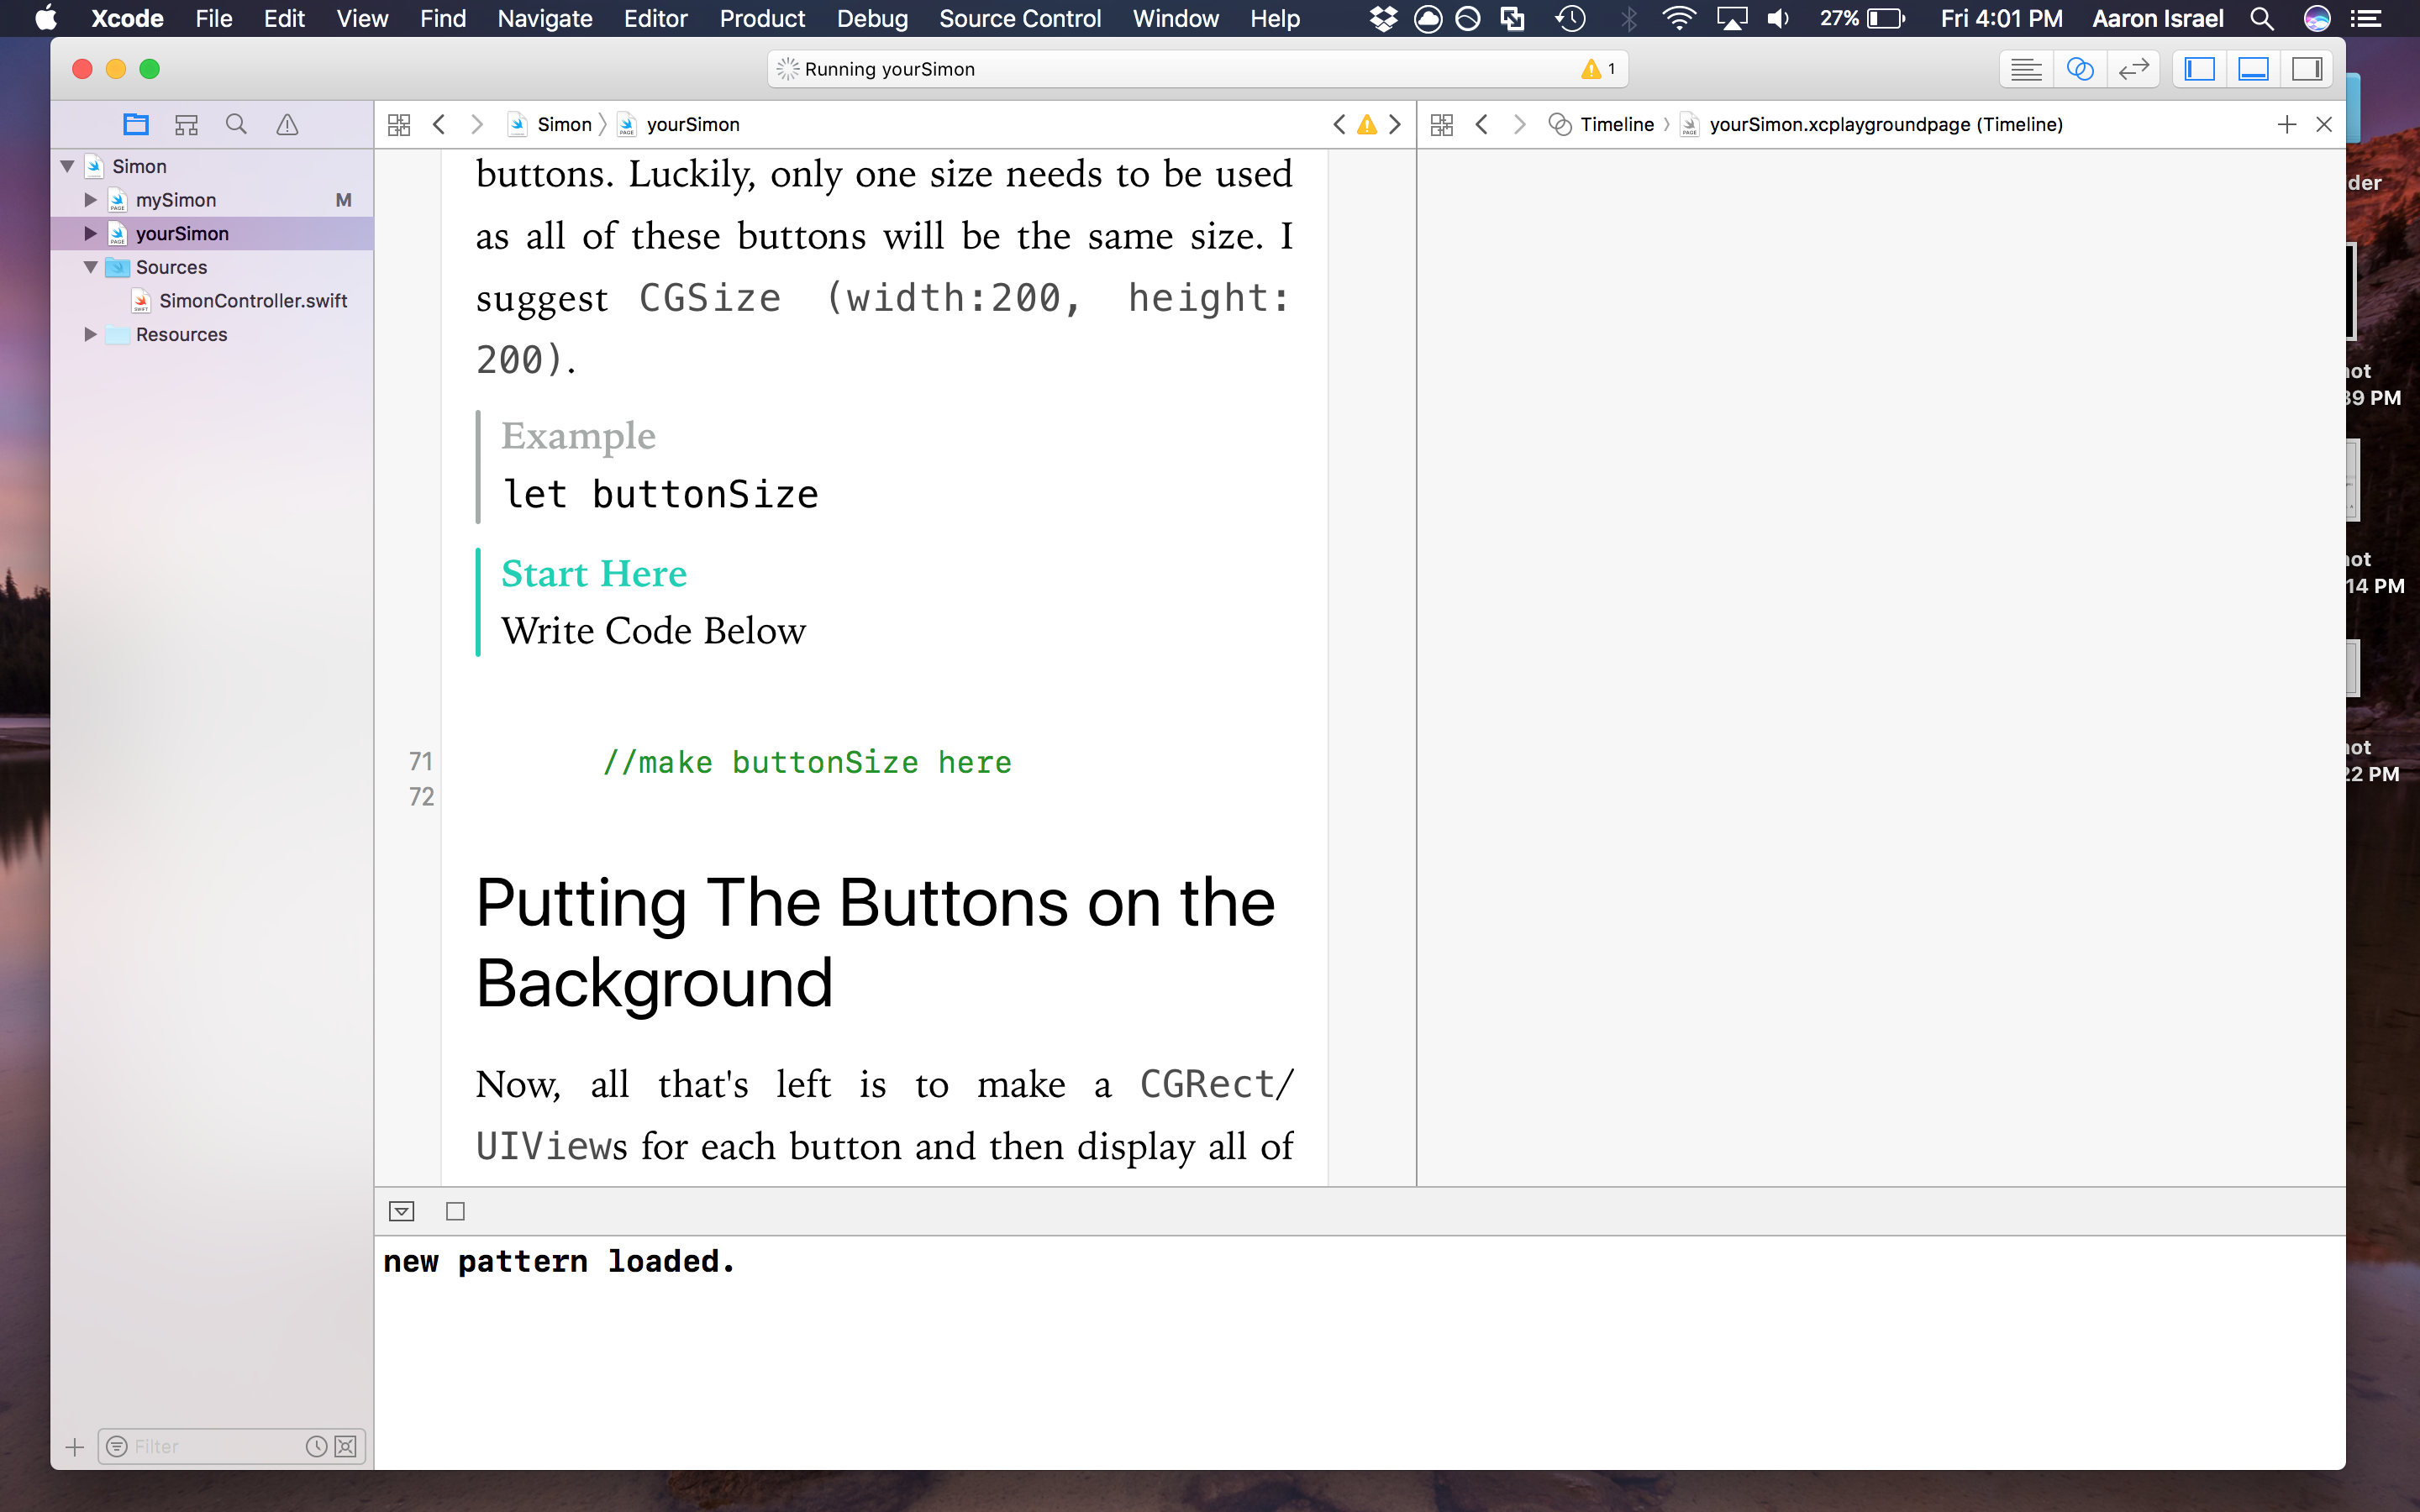 Xcode File Edit View Find Navigate Editor Product Debug Source Control Window Help 27% Fri 4:01 PM Aaron Israel
Running yourSimon 1
Simon yourSimon
Timeline yourSimon.xcplaygroundpage (Timeline)
Simon
mySimon M
yourSimon
Sources
SimonController.swift
Resources
buttons. Luckily, only one size needs to be used
as all of these buttons will be the same size. I
suggest CGSize (width:200, height:
200).
Example
let buttonSize
Start Here
Write Code Below
71 //make buttonSize here
72
Putting The Buttons on the
Background
Now, all that's left is to make a CGRect/
UIViews for each button and then display all of
new pattern loaded.
Filter
der
39 PM
14 PM
22 PM